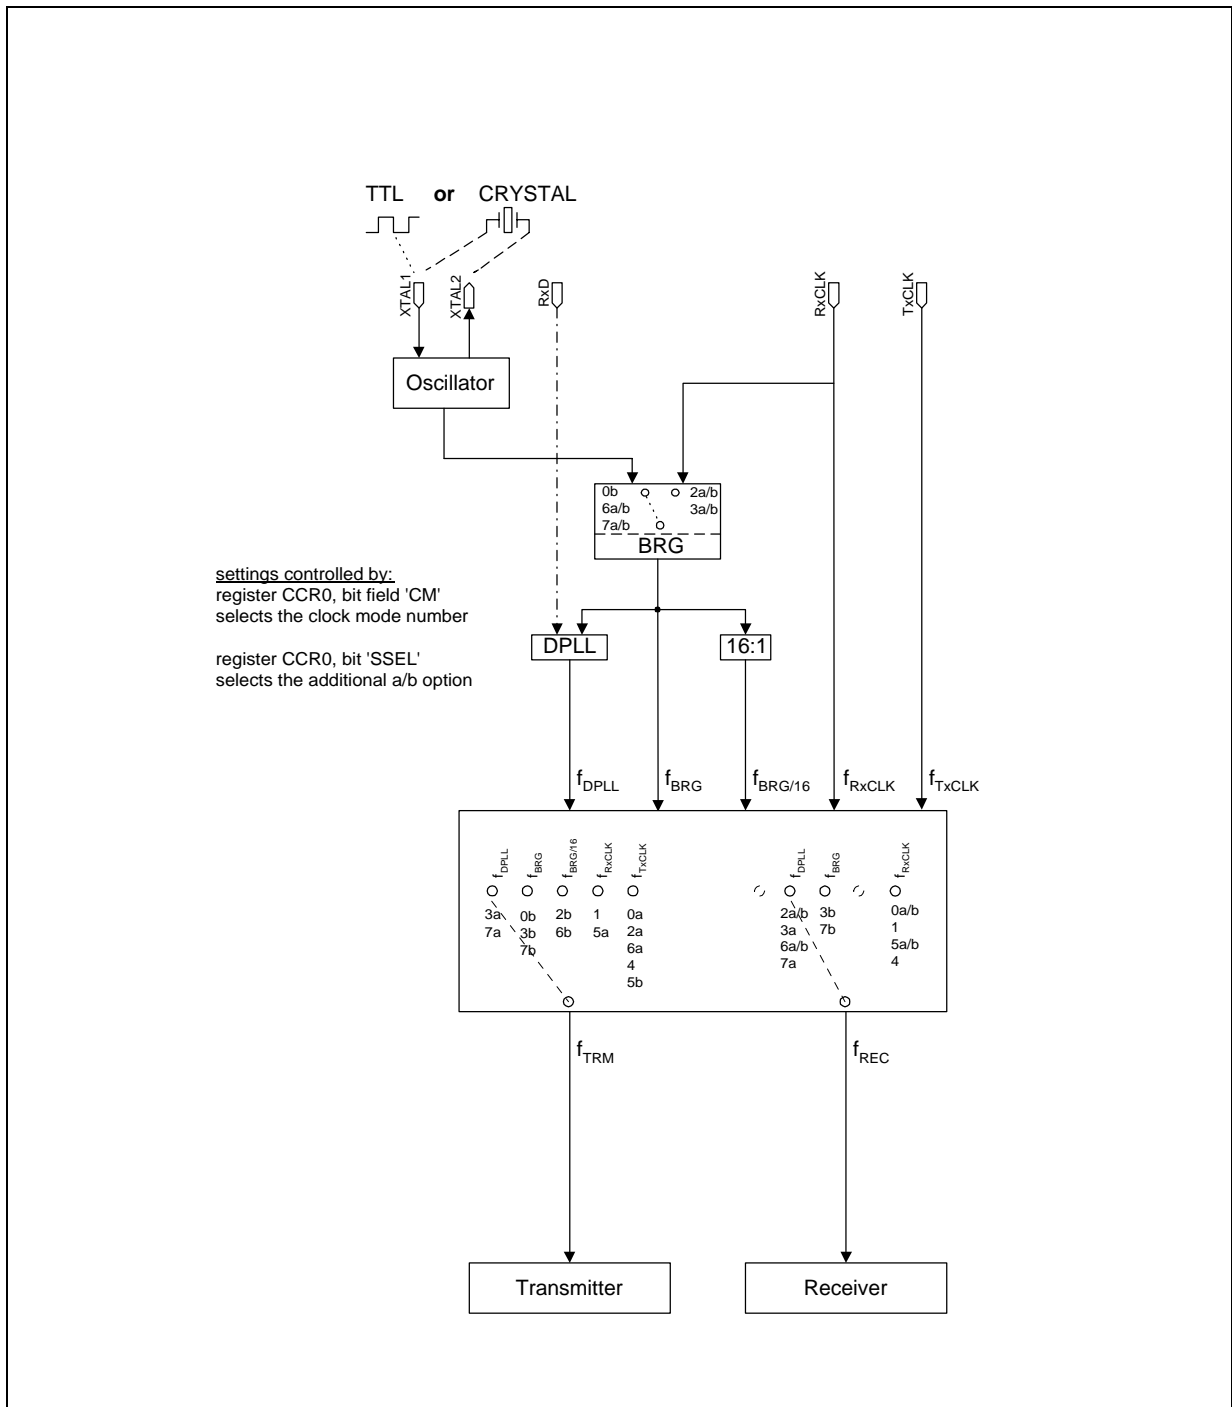 TTL or CRYSTAL
XTAL1
XTAL2
RxD
RxCLK
TxCLK
Oscillator
0b
6a/b
7a/b
2a/b
3a/b
BRG
settings controlled by:
register CCR0, bit field 'CM'
selects the clock mode number
register CCR0, bit 'SSEL'
selects the additional a/b option
DPLL
16:1
fDPLL
fBRG
fBRG/16
fRxCLK
fTxCLK
fDPLL
fBRG
fBRG/16
fRxCLK
fTxCLK
fDPLL
fBRG
fRxCLK
3a
7a
0b
3b
7b
2b
6b
1
5a
0a
2a
6a
4
5b
2a/b
3a
6a/b
7a
3b
7b
0a/b
1
5a/b
4
fTRM
fREC
Transmitter
Receiver